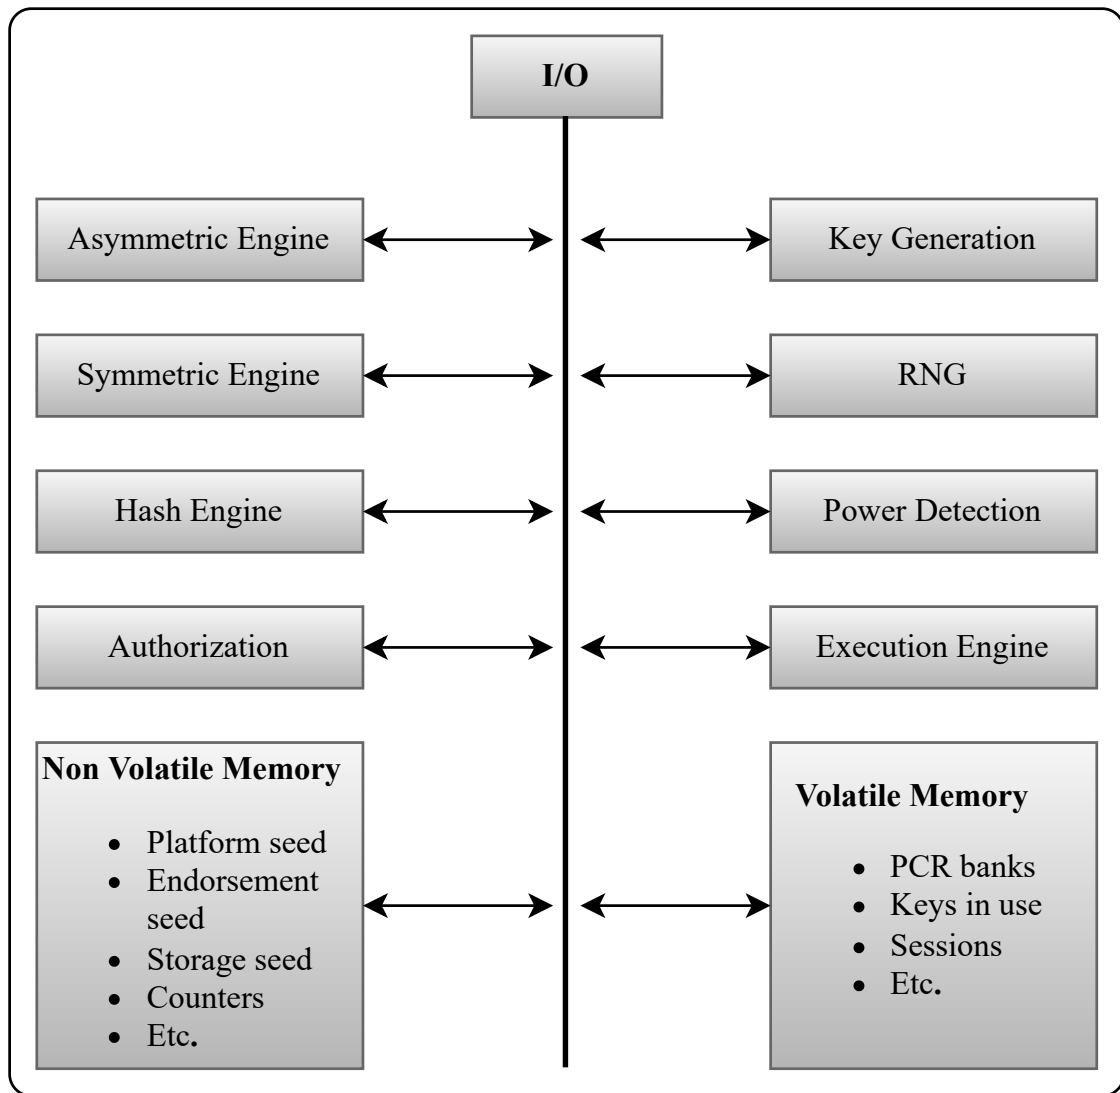 I/O
Asymmetric Engine
Key Generation
Symmetric Engine
RNG
Hash Engine
Power Detection
Authorization
Execution Engine
Non Volatile Memory
• Platform seed
• Endorsement
seed
• Storage seed
• Counters
• Etc.
Volatile Memory
• PCR banks
• Keys in use
• Sessions
• Etc.